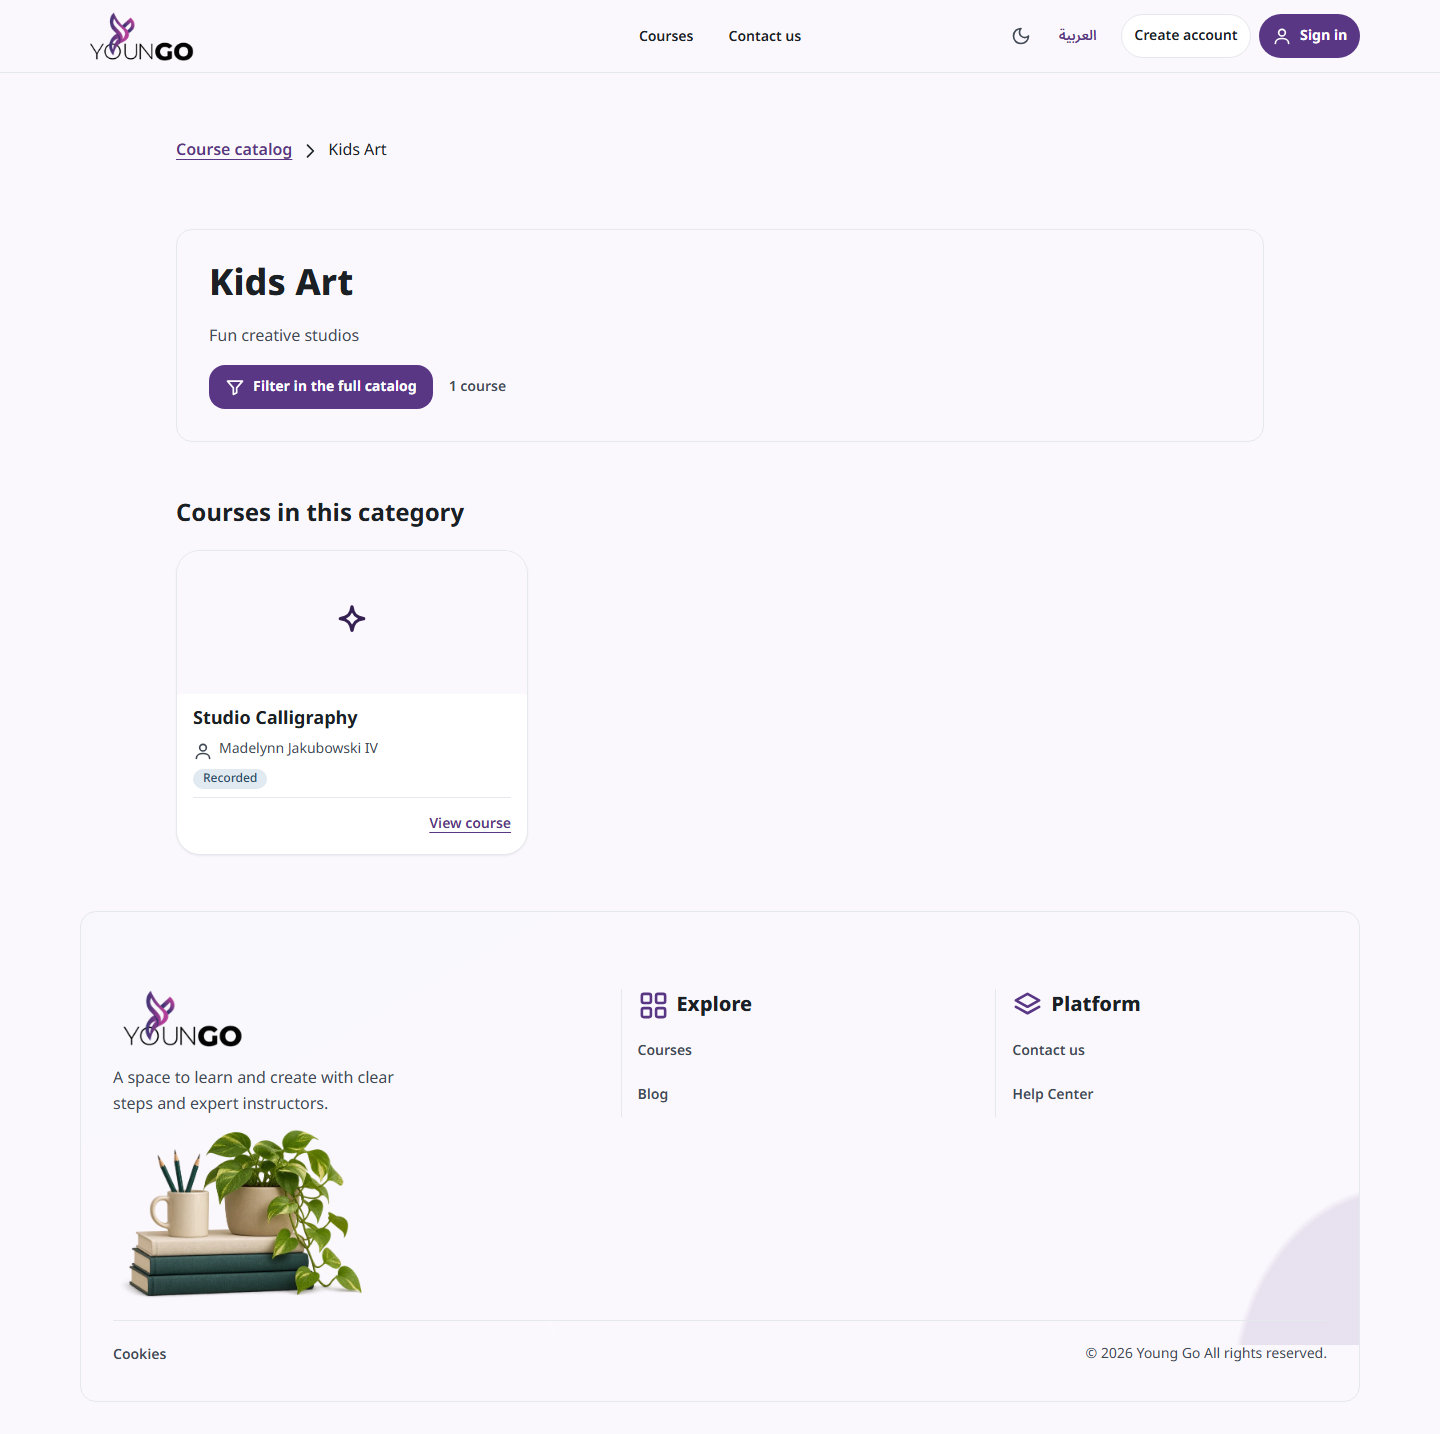 YOUNGO
Courses
Contact us
العربية
Create account
Sign in
Course catalog
Kids Art
Kids Art
Fun creative studios
Filter in the full catalog
1 course
Courses in this category
Studio Calligraphy
Madelynn Jakubowski IV
Recorded
View course
YOUNGO
A space to learn and create with clear
steps and expert instructors.
Explore
Courses
Blog
Platform
Contact us
Help Center
Cookies
© 2026 Young Go All rights reserved.